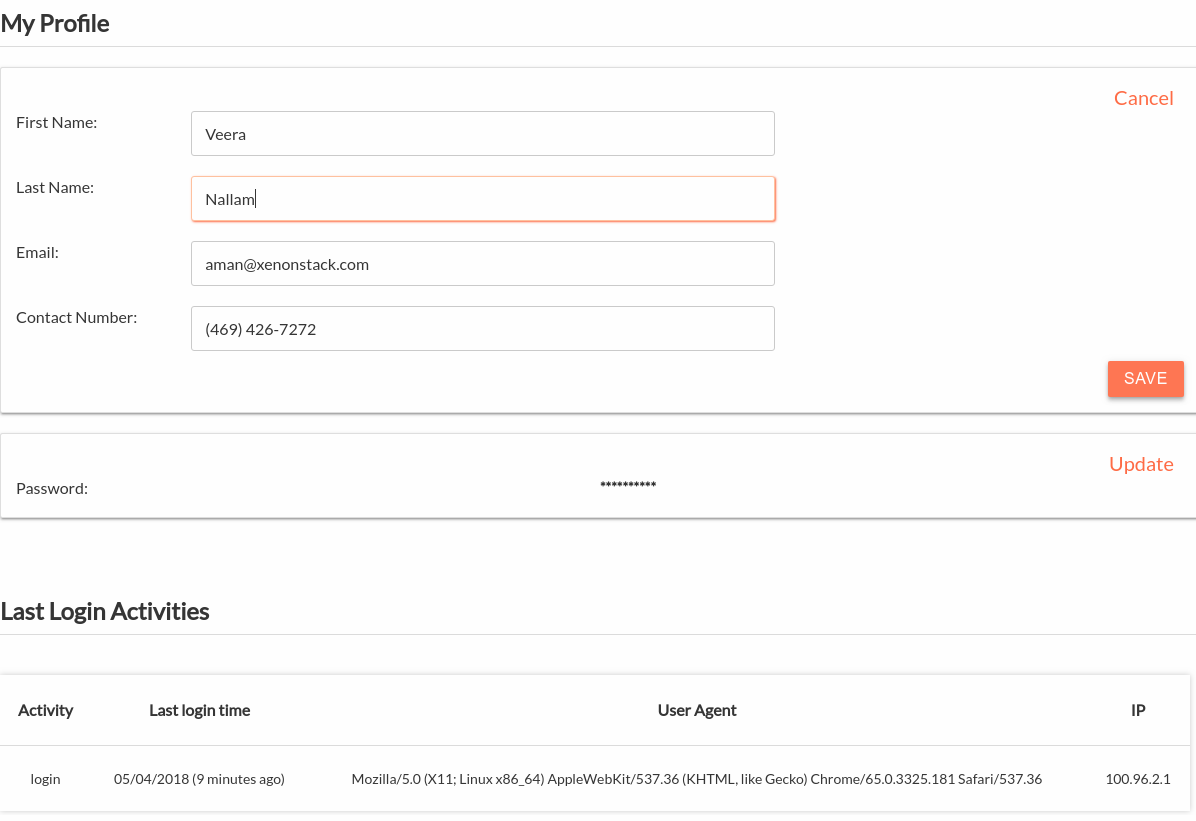 My Profile
Cancel
First Name: Veera
Last Name: Nallam
Email: aman@xenonstack.com
Contact Number: (469) 426-7272
SAVE
Update
Password: **********
Last Login Activities
Activity Last login time User Agent IP
login 05/04/2018 (9 minutes ago) Mozilla/5.0 (X11; Linux x86_64) AppleWebKit/537.36 (KHTML, like Gecko) Chrome/65.0.3325.181 Safari/537.36 100.96.2.1